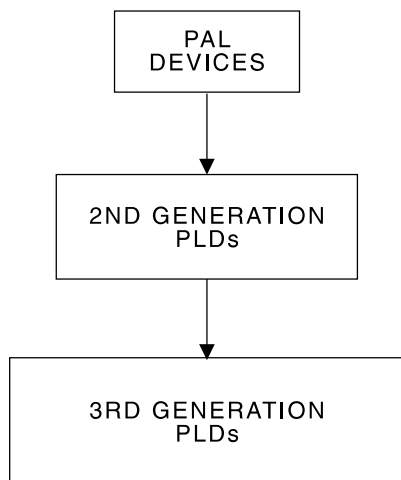 PAL
DEVICES
2ND GENERATION
PLDs
3RD GENERATION
PLDs